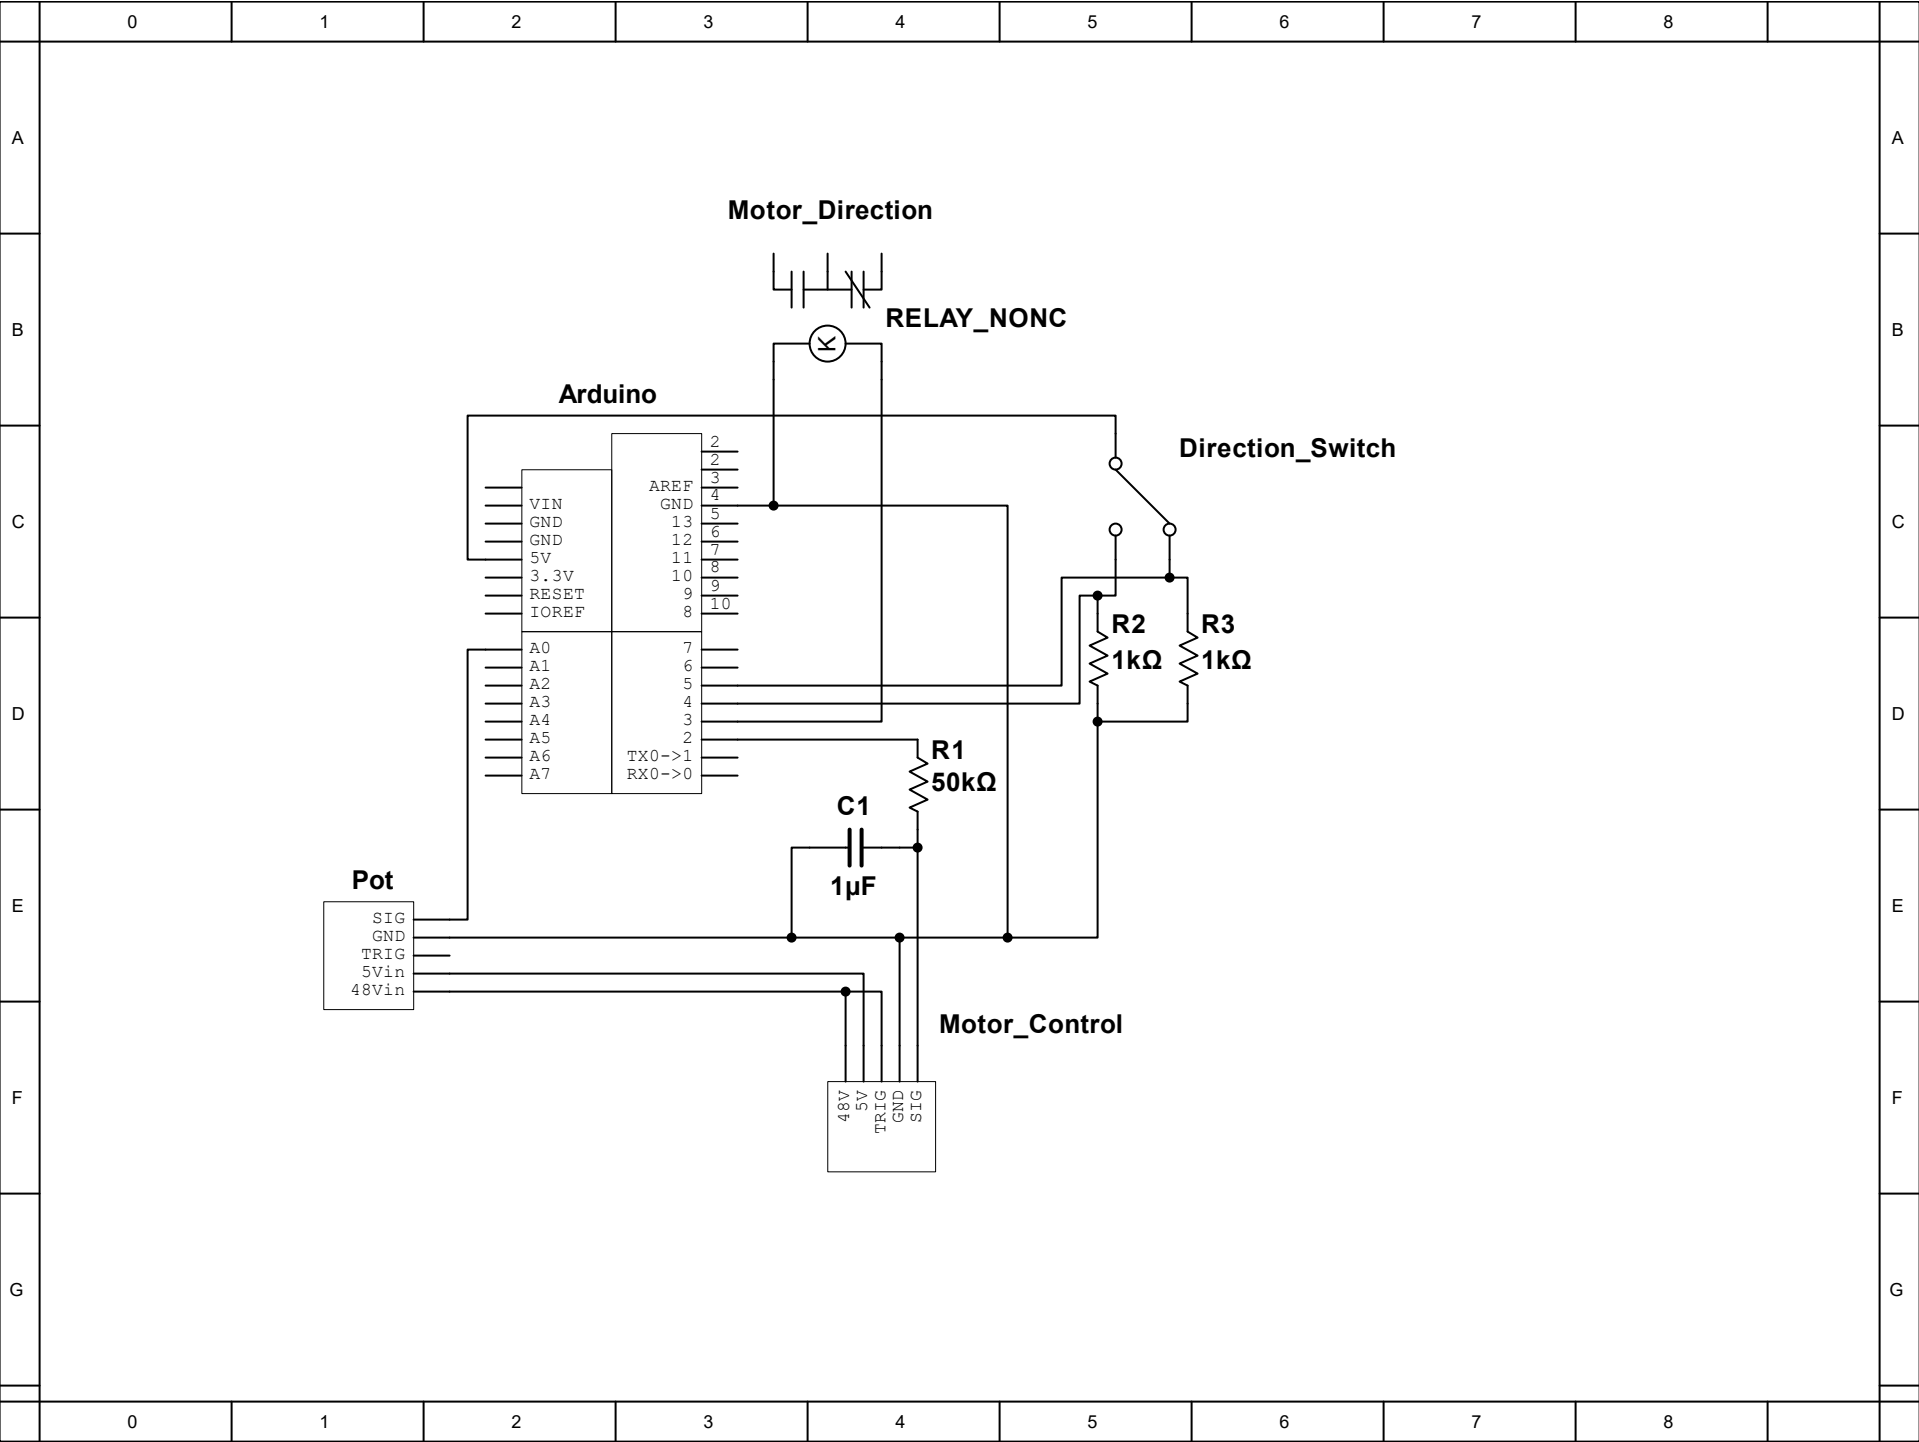 0 1 2 3 4 5 6 7 8
A A
Motor_Direction
B RELAY_NONC B
K
Arduino
Direction_Switch
2
2
3
AREF 4
VIN GND 5
GND 13 6
GND 12 7
5V 11 8
3.3V 10 9
RESET 9 10
IOREF 8
C C
A0 7
A1 6
A2 5
A3 4
A4 3
A5 2
A6 TX0->1
A7 RX0->0
R2 R3
1kΩ 1kΩ
D D
R1
50kΩ
C1
1µF
Pot
E E
SIG
GND
TRIG
5Vin
48Vin
Motor_Control
F F
48V
5V
TRIG
GND
SIG
G G
0 1 2 3 4 5 6 7 8